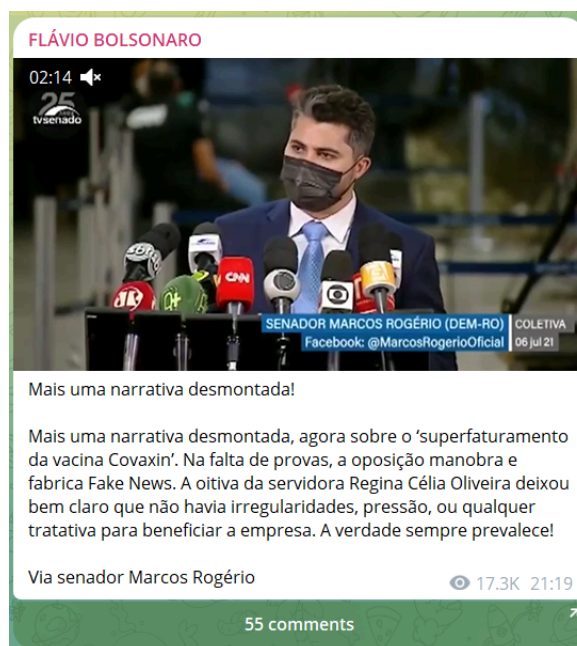 FLÁVIO BOLSONARO
02:14
25
tvsenado
CNN
SENADOR MARCOS ROGÉRIO (DEM-RO)
COLETIVA
Facebook: @MarcosRogerioOficial
06 jul 21
Mais uma narrativa desmontada!
Mais uma narrativa desmontada, agora sobre o ‘superfaturamento
da vacina Covaxin’. Na falta de provas, a oposição manobra e
fabrica Fake News. A oitiva da servidora Regina Célia Oliveira deixou
bem claro que não havia irregularidades, pressão, ou qualquer
tratativa para beneficiar a empresa. A verdade sempre prevalece!
Via senador Marcos Rogério
17.3K 21:19
55 comments